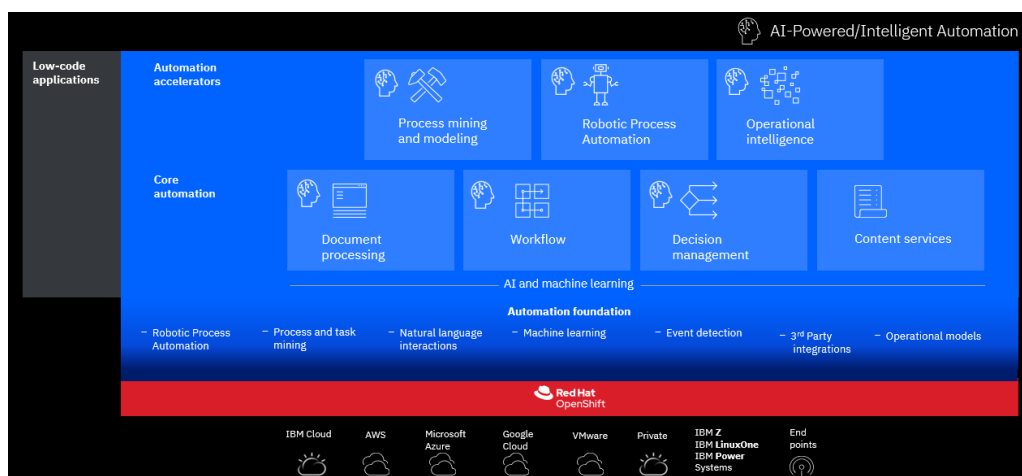 AI-Powered/Intelligent Automation
Low-code
applications
Automation
accelerators
Process mining
and modeling
Robotic Process
Automation
Operational
intelligence
Core
automation
Document
processing
Workflow
Decision
management
Content services
AI and machine learning
Automation foundation
– Robotic Process
Automation
– Process and task
mining
– Natural language
interactions
– Machine learning
– Event detection
– 3rd Party
integrations
– Operational models
Red Hat
OpenShift
IBM Cloud
AWS
Microsoft
Azure
Google
Cloud
VMware
Private
IBM Z
IBM LinuxOne
IBM Power
Systems
End
points